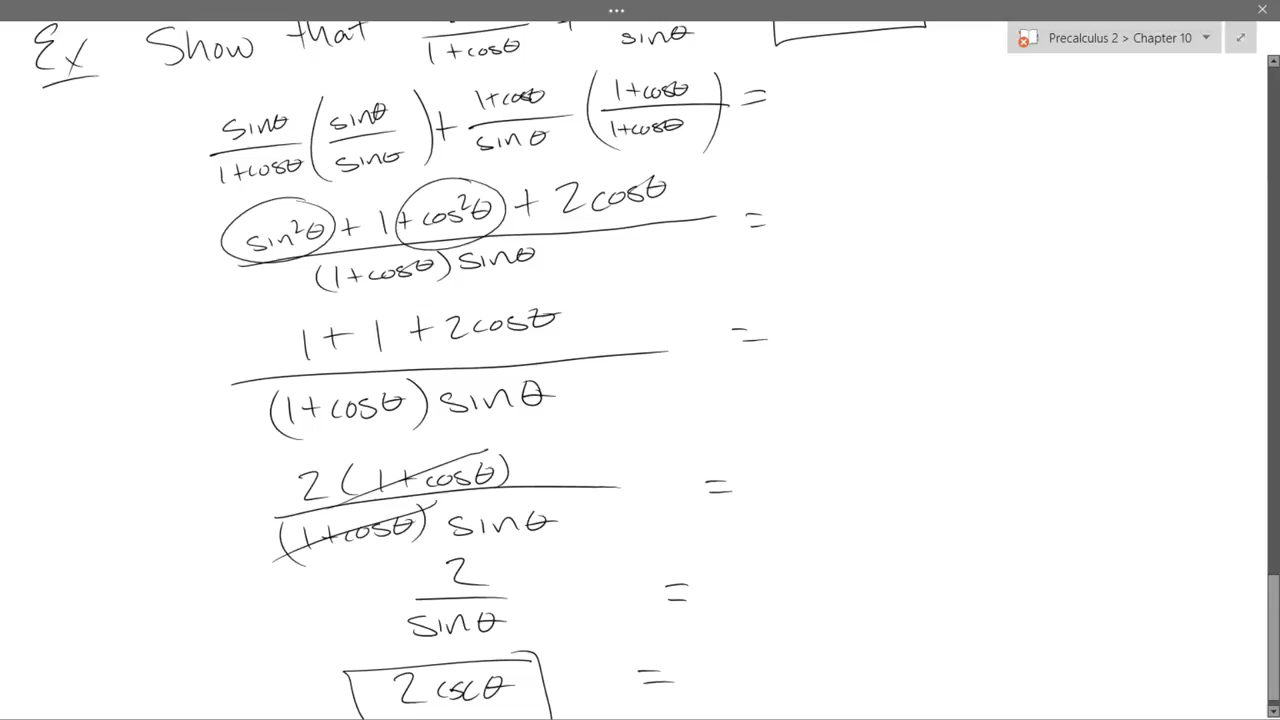 Precalculus 2 > Chapter 10
Ex Show that /(1+cosθ) + /sinθ
sinθ/(1+cosθ) (sinθ/sinθ) + (1+cosθ)/sinθ ((1+cosθ)/(1+cosθ)) =
(sin²θ + 1 + cos²θ + 2cosθ)/((1+cosθ) sinθ) =
(1 + 1 + 2cosθ)/((1+cosθ) sinθ) =
2(1+cosθ)/((1+cosθ) sinθ) =
2/sinθ =
2cscθ =